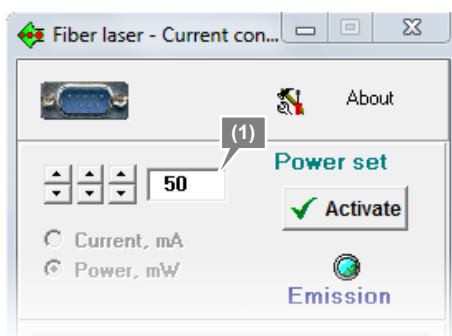 Fiber laser - Current con...
About
(1)
Power set
50
Activate
Current, mA
Power, mW
Emission